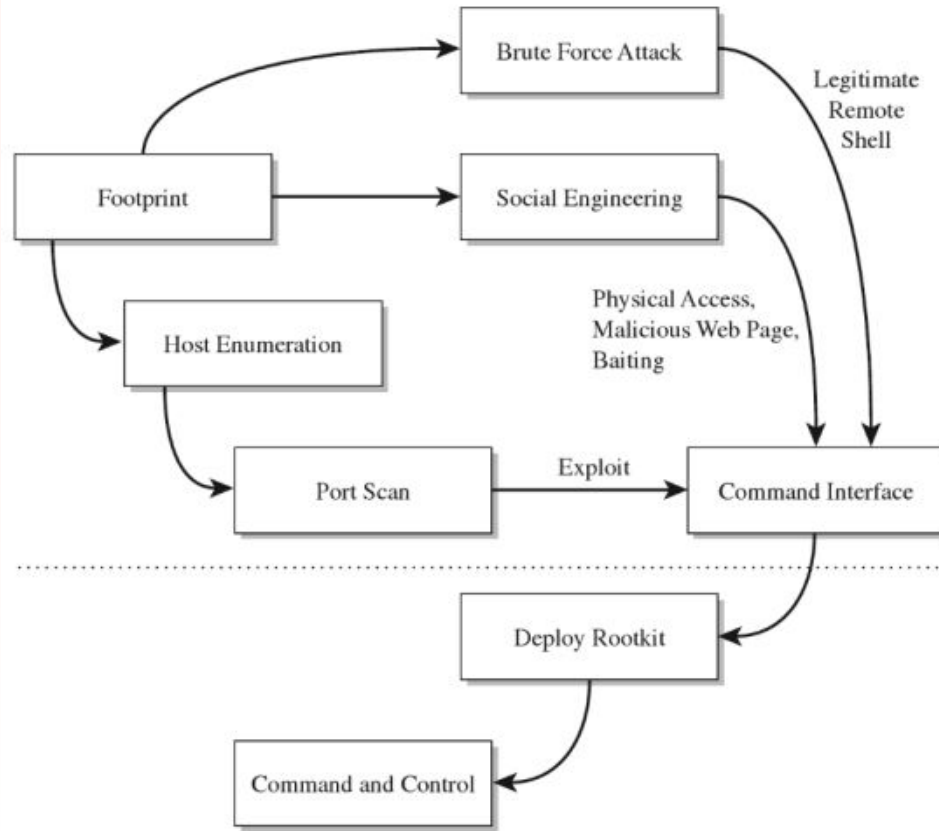 Brute Force Attack
Legitimate
Remote
Shell
Footprint
Social Engineering
Physical Access,
Malicious Web Page,
Baiting
Host Enumeration
Port Scan
Exploit
Command Interface
Deploy Rootkit
Command and Control